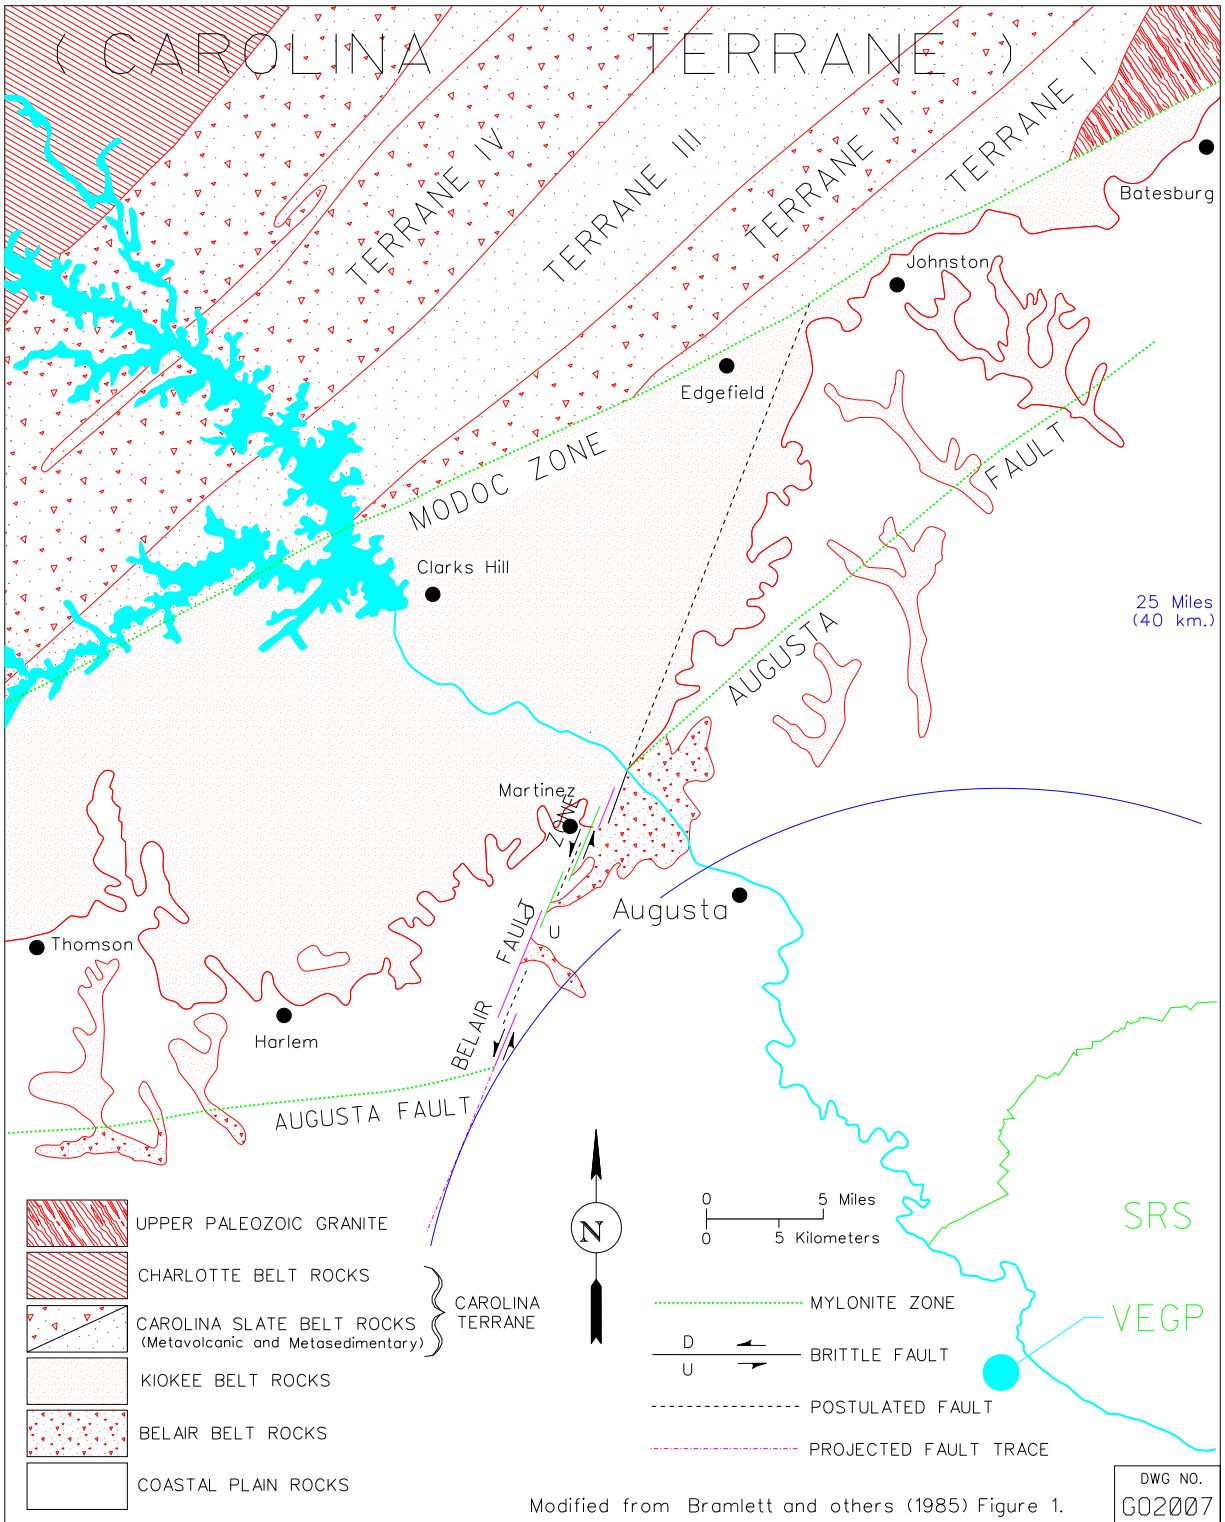 ( CAROLINA TERRANE )
TERRANE IV
TERRANE III
TERRANE II
TERRANE I
Batesburg
Johnston
Edgefield
MODOC ZONE
FAULT
Clarks Hill
25 Miles
(40 km.)
AUGUSTA
Martinez
ZONE
Augusta
FAULT
D
U
Thomson
BELAIR
Harlem
AUGUSTA FAULT
N
0 5 Miles
0 5 Kilometers
SRS
VEGP
UPPER PALEOZOIC GRANITE
CHARLOTTE BELT ROCKS
CAROLINA SLATE BELT ROCKS
(Metavolcanic and Metasedimentary)
CAROLINA
TERRANE
KIOKEE BELT ROCKS
BELAIR BELT ROCKS
COASTAL PLAIN ROCKS
MYLONITE ZONE
D
U
BRITTLE FAULT
POSTULATED FAULT
PROJECTED FAULT TRACE
Modified from Bramlett and others (1985) Figure 1.
DWG NO.
GO2007